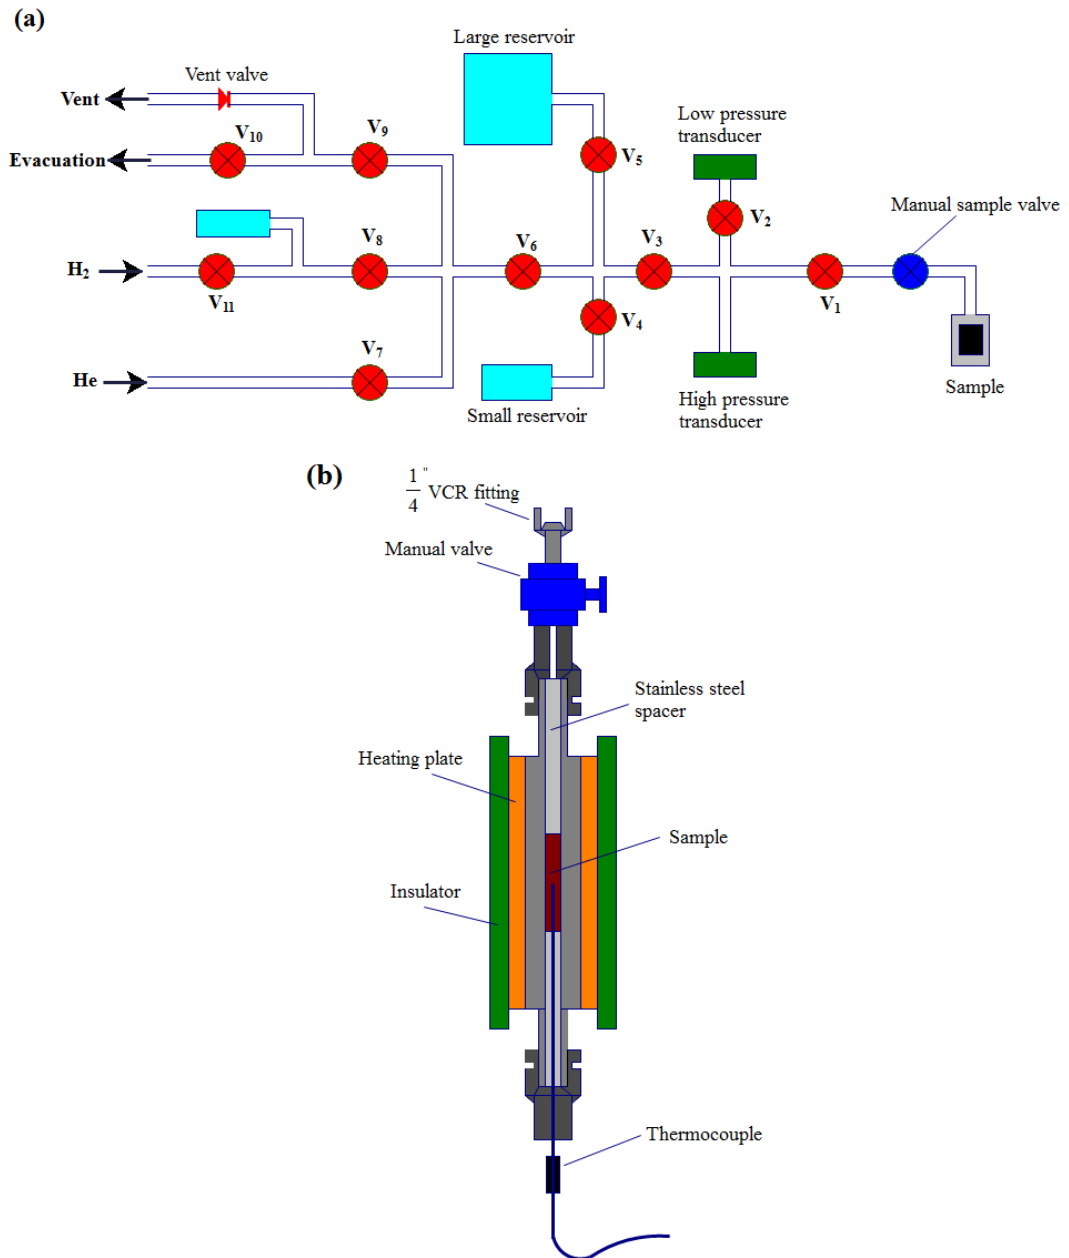 (a)
Large reservoir
Vent valve
Vent
V10
V9
Low pressure
transducer
Evacuation
V5
V2
Manual sample valve
V8
V6
V3
H2
V11
V1
V4
V7
He
Small reservoir
High pressure
transducer
Sample
(b)
1/4" VCR fitting
Manual valve
Stainless steel
spacer
Heating plate
Sample
Insulator
Thermocouple